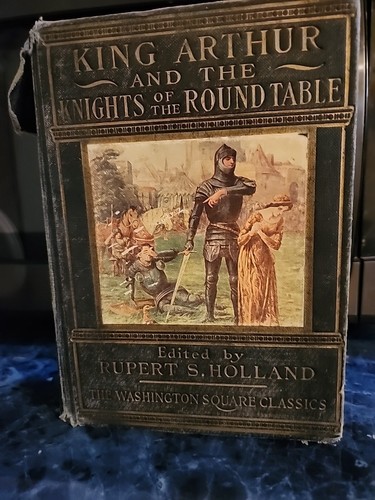 KING ARTHUR
AND THE
KNIGHTS OF THE ROUND TABLE
Edited by
RUPERT S. HOLLAND
THE WASHINGTON SQUARE CLASSICS